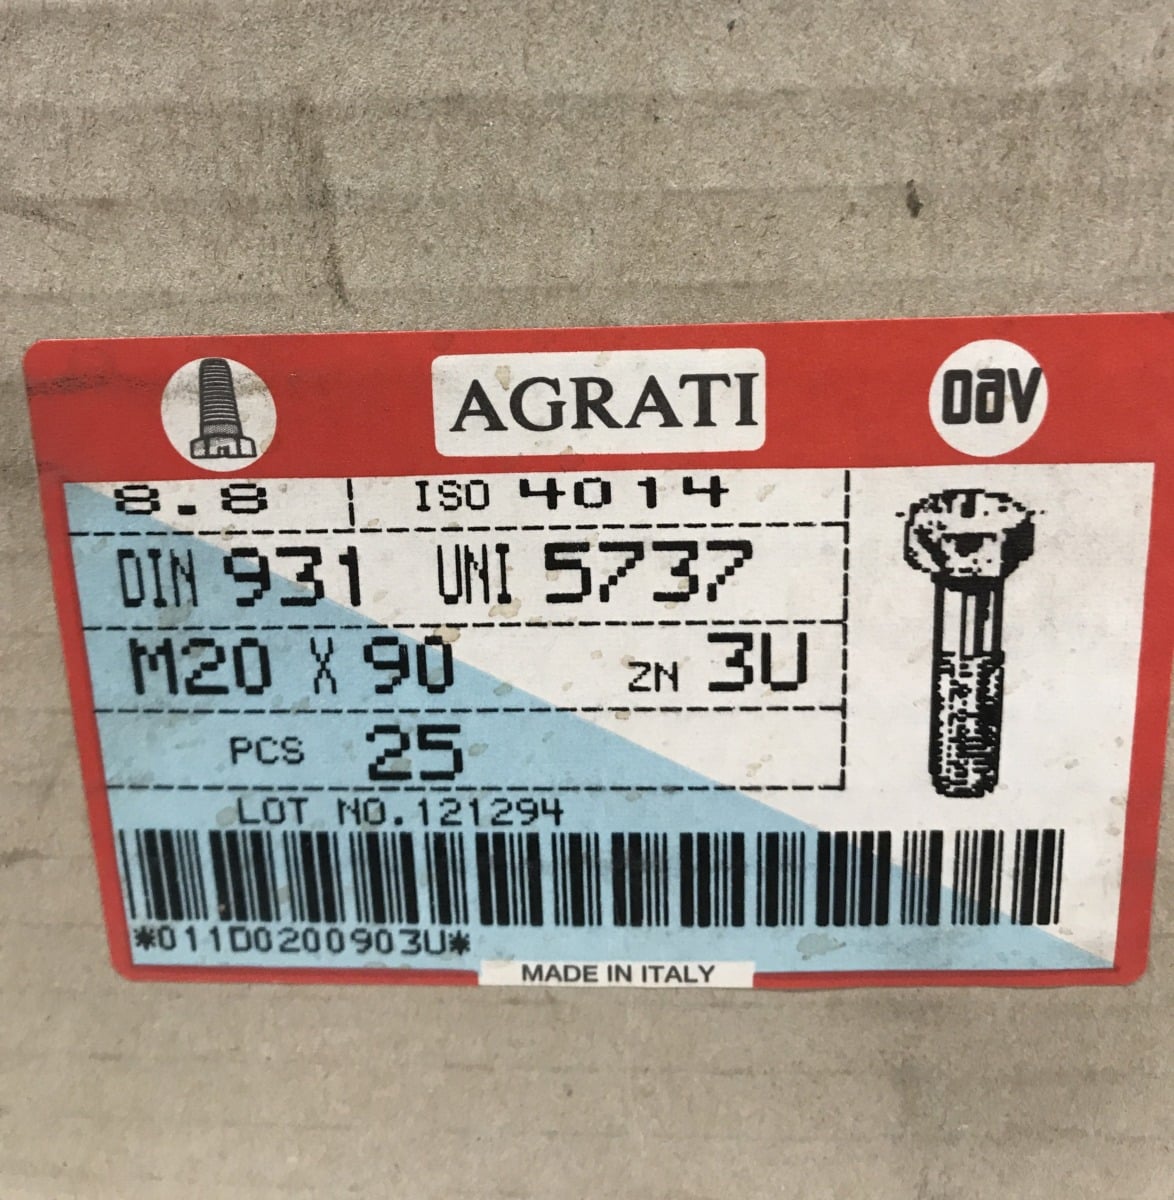 AGRATI
oav
8.8 ISO 4014
DIN 931 UNI 5737
M20 X 90 ZN 3U
PCS 25
LOT NO.121294
*011D0200903U*
MADE IN ITALY